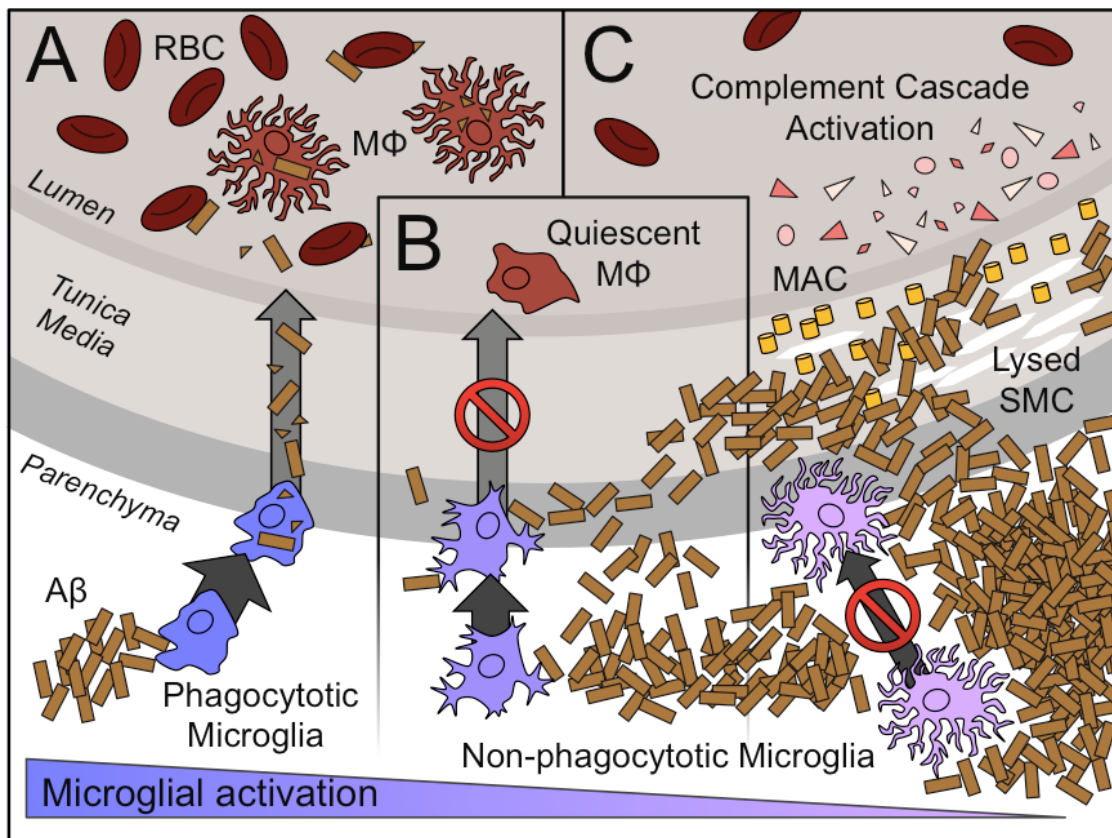 A
RBC
MΦ
Lumen
Tunica
Media
Parenchyma
Aβ
Phagocytotic
Microglia
B
Quiescent
MΦ
C
Complement Cascade
Activation
MAC
Lysed
SMC
Non-phagocytotic Microglia
Microglial activation